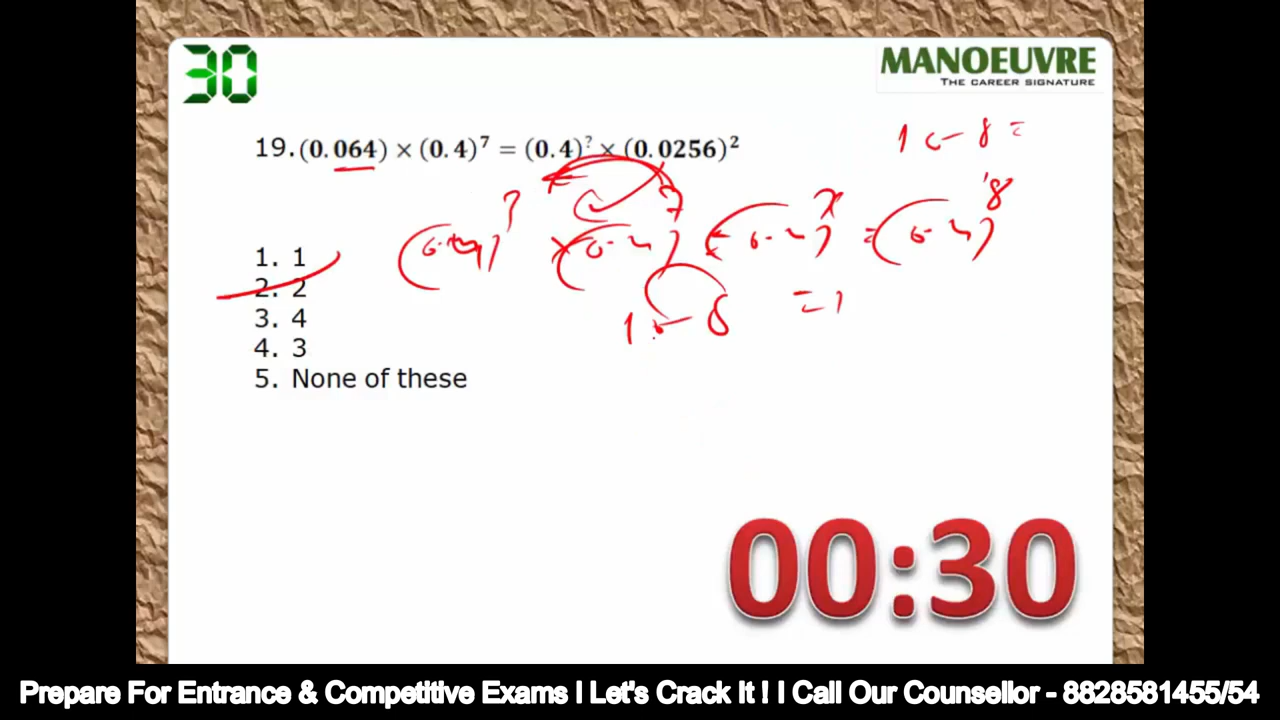 30
MANOEUVRE
THE CAREER SIGNATURE
19. (0.064) × (0.4)⁷ = (0.4)^? × (0.0256)²
1. 1
2. 2
3. 4
4. 3
5. None of these
00:30
Prepare For Entrance & Competitive Exams I Let's Crack It ! I Call Our Counsellor - 8828581455/54